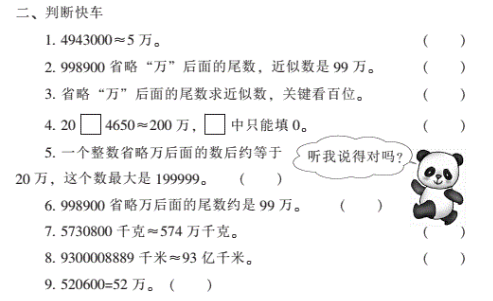 二、判断快车
1. 4943000≈5 万。 (  )
2. 998900 省略“万”后面的尾数，近似数是 99 万。 (  )
3. 省略“万”后面的尾数求近似数，关键看百位。 (  )
4. 20□4650≈200 万，□中只能填 0。 (  )
5. 一个整数省略万后面的数后约等于
听我说得对吗?
20 万，这个数最大是 199999。 (  )
6. 998900 省略万后面的尾数约是 99 万。 (  )
7. 5730800 千克≈574 万千克。 (  )
8. 9300008889 千米≈93 亿千米。 (  )
9. 520600=52 万。 (  )